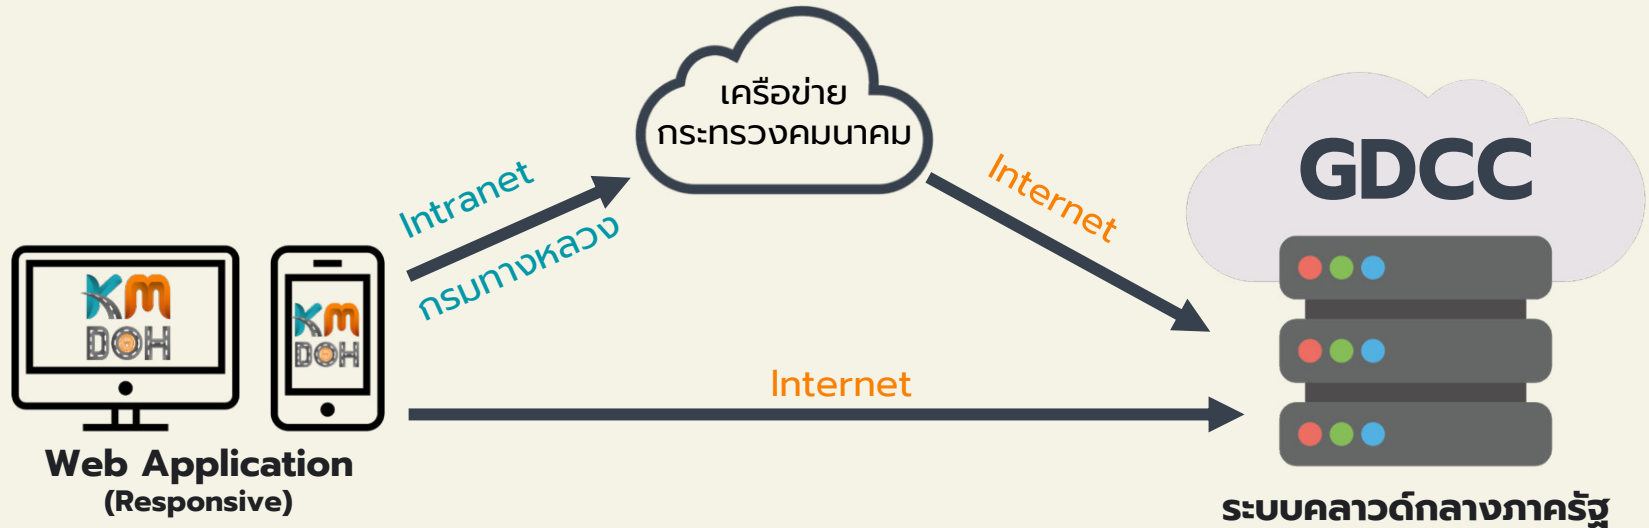 เครือข่าย
กระทรวงคมนาคม
GDCC
Intranet
กรมทางหลวง
Internet
KM
DOH
KM
DOH
Internet
Web Application
(Responsive)
ระบบคลาวด์กลางภาครัฐ